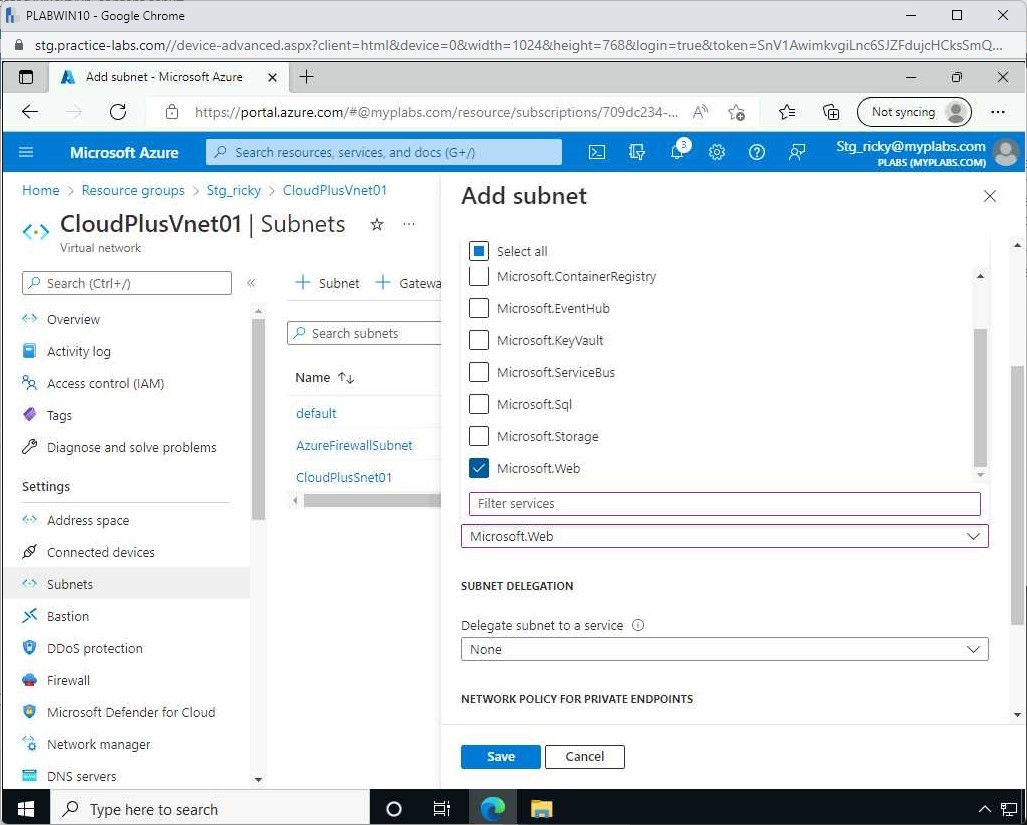 PLABWIN10 - Google Chrome
stg.practice-labs.com//device-advanced.aspx?client=html&device=0&width=1024&height=768&login=true&token=SnV1AwimkvgiLnc6SJZFdujcHCksSmQ...
Add subnet - Microsoft Azure
https://portal.azure.com/#@myplabs.com/resource/subscriptions/709dc234-...
Not syncing
Microsoft Azure
Search resources, services, and docs (G+/)
3
Stg_ricky@myplabs.com
PLABS (MYPLABS.COM)
Home > Resource groups > Stg_ricky > CloudPlusVnet01
CloudPlusVnet01 | Subnets
Virtual network
Search (Ctrl+/)
Overview
Activity log
Access control (IAM)
Tags
Diagnose and solve problems
Settings
Address space
Connected devices
Subnets
Bastion
DDoS protection
Firewall
Microsoft Defender for Cloud
Network manager
DNS servers
+ Subnet + Gatewa
Search subnets
Name
default
AzureFirewallSubnet
CloudPlusSnet01
Add subnet
Select all
Microsoft.ContainerRegistry
Microsoft.EventHub
Microsoft.KeyVault
Microsoft.ServiceBus
Microsoft.Sql
Microsoft.Storage
Microsoft.Web
Filter services
Microsoft.Web
SUBNET DELEGATION
Delegate subnet to a service
None
NETWORK POLICY FOR PRIVATE ENDPOINTS
Save
Cancel
Type here to search